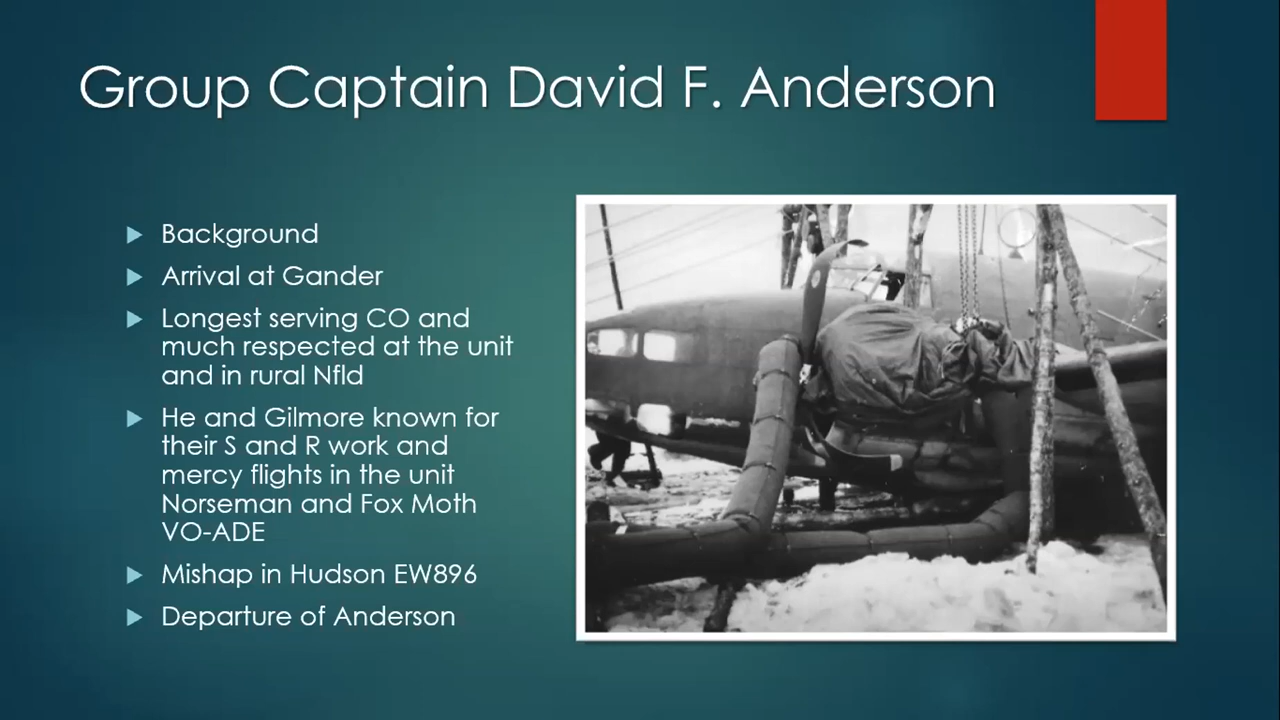 Group Captain David F. Anderson
Background
Arrival at Gander
Longest serving CO and
much respected at the unit
and in rural Nfld
He and Gilmore known for
their S and R work and
mercy flights in the unit
Norseman and Fox Moth
VO-ADE
Mishap in Hudson EW896
Departure of Anderson